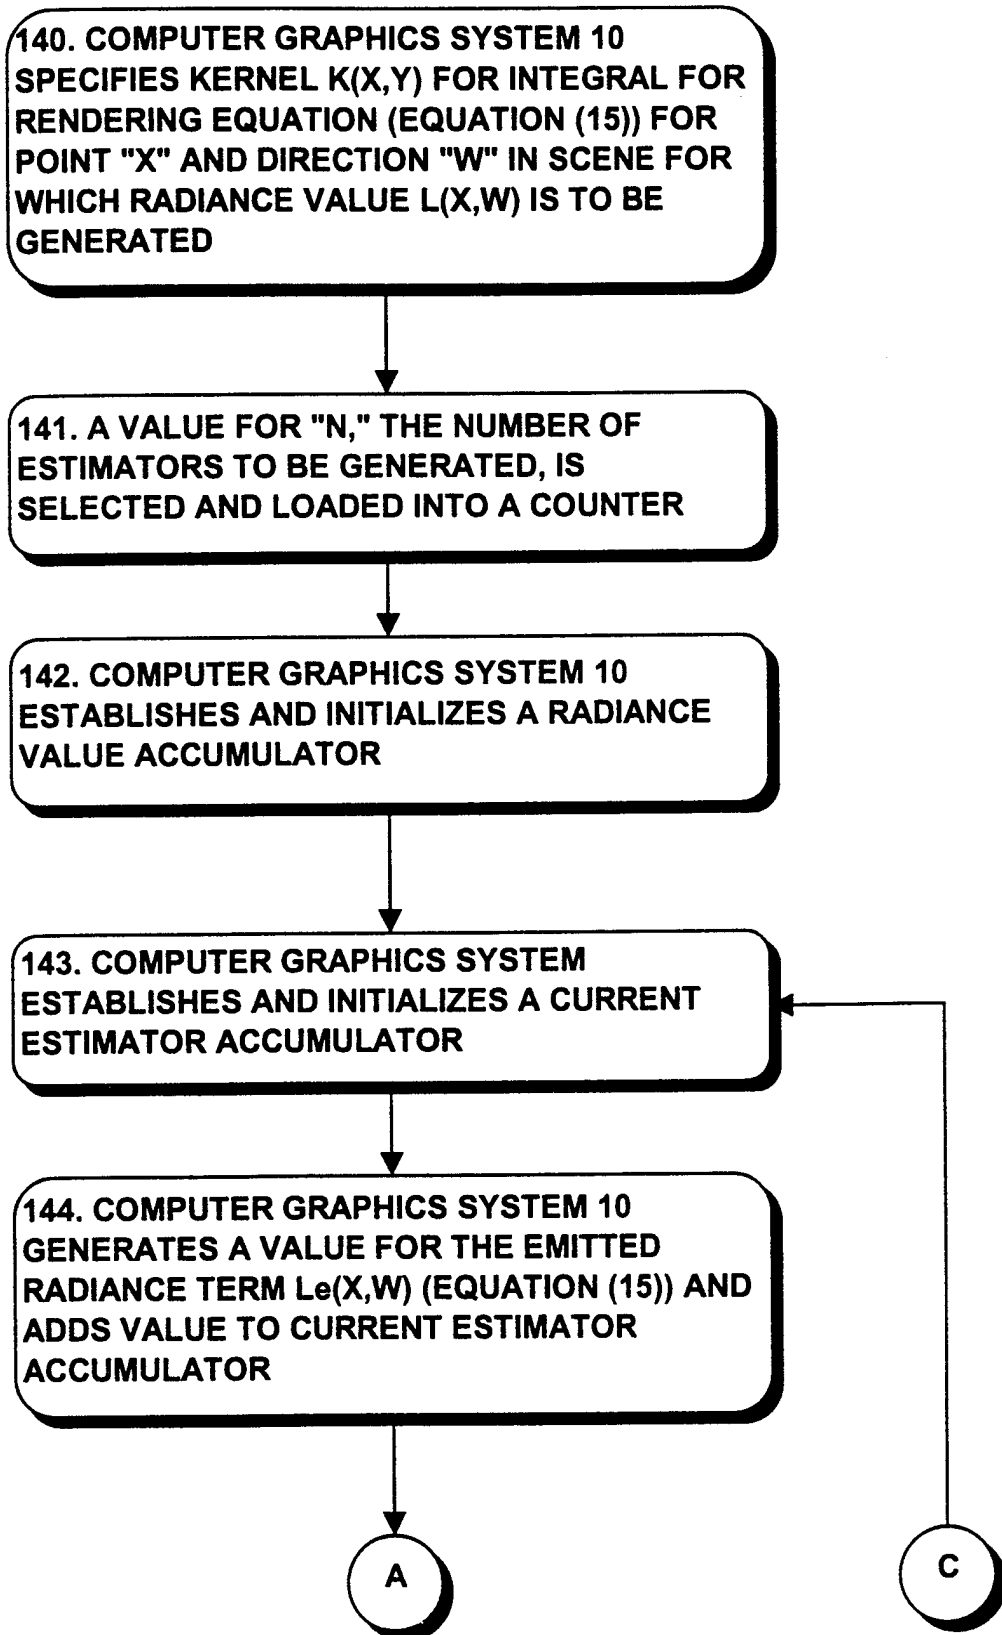 140. COMPUTER GRAPHICS SYSTEM 10
SPECIFIES KERNEL K(X,Y) FOR INTEGRAL FOR
RENDERING EQUATION (EQUATION (15)) FOR
POINT "X" AND DIRECTION "W" IN SCENE FOR
WHICH RADIANCE VALUE L(X,W) IS TO BE
GENERATED
141. A VALUE FOR "N," THE NUMBER OF
ESTIMATORS TO BE GENERATED, IS
SELECTED AND LOADED INTO A COUNTER
142. COMPUTER GRAPHICS SYSTEM 10
ESTABLISHES AND INITIALIZES A RADIANCE
VALUE ACCUMULATOR
143. COMPUTER GRAPHICS SYSTEM
ESTABLISHES AND INITIALIZES A CURRENT
ESTIMATOR ACCUMULATOR
144. COMPUTER GRAPHICS SYSTEM 10
GENERATES A VALUE FOR THE EMITTED
RADIANCE TERM Le(X,W) (EQUATION (15)) AND
ADDS VALUE TO CURRENT ESTIMATOR
ACCUMULATOR
A
C